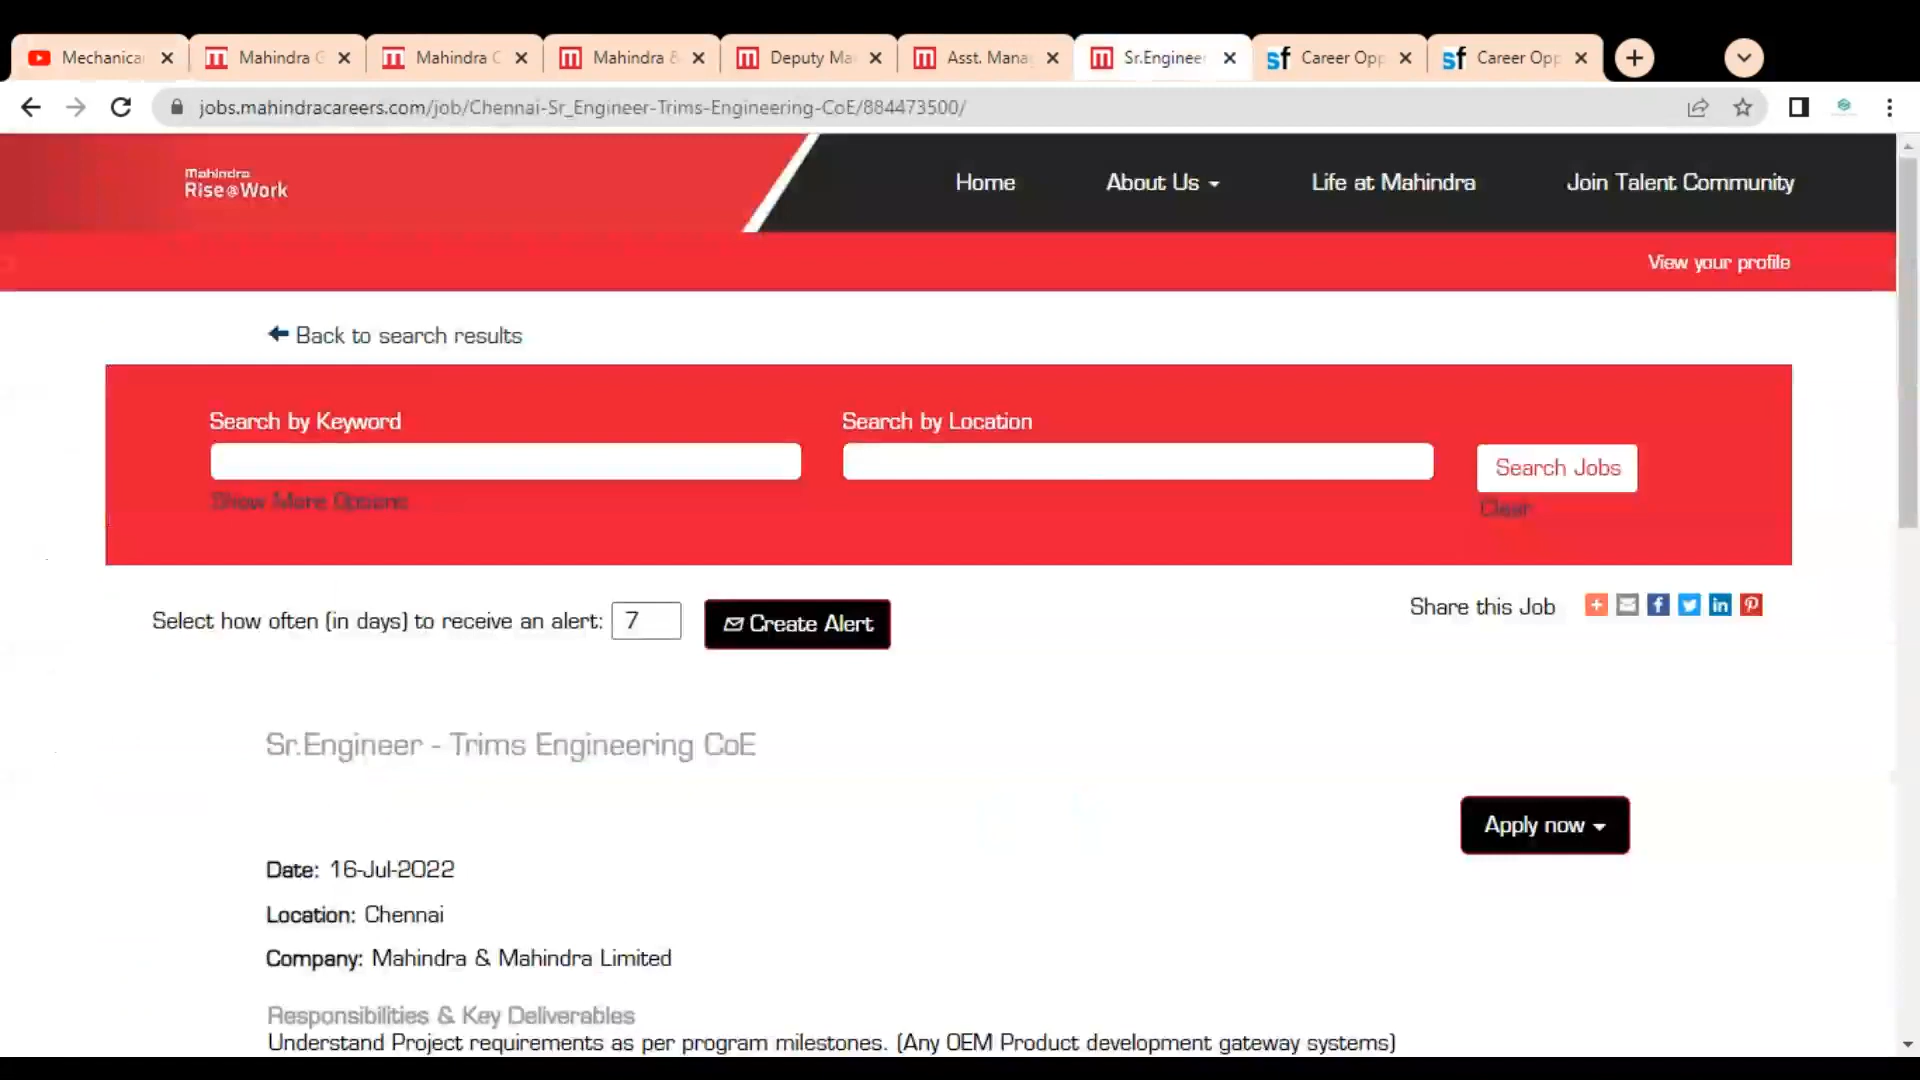 Mechanica
Mahindra G
Mahindra C
Mahindra &
Deputy Ma
Asst. Mana
Sr.Enginee
sf Career Opp
sf Career Opp
jobs.mahindracareers.com/job/Chennai-Sr_Engineer-Trims-Engineering-CoE/884473500/
Mahindra
Rise@Work
Home
About Us
Life at Mahindra
Join Talent Community
View your profile
Back to search results
Search by Keyword
Search by Location
Search Jobs
Show More Options
Clear
Select how often (in days) to receive an alert: 7
Create Alert
Share this Job
Sr.Engineer - Trims Engineering CoE
Apply now
Date: 16-Jul-2022
Location: Chennai
Company: Mahindra & Mahindra Limited
Responsibilities & Key Deliverables
Understand Project requirements as per program milestones. (Any OEM Product development gateway systems)